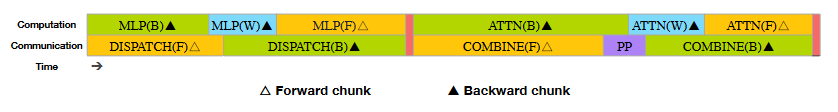 Computation MLP(B)▲ MLP(W)▲ MLP(F)△ ATTN(B)▲ ATTN(W)▲ ATTN(F)△
Communication DISPATCH(F)△ DISPATCH(B)▲ COMBINE(F)△ PP COMBINE(B)▲
Time ➔
△ Forward chunk ▲ Backward chunk